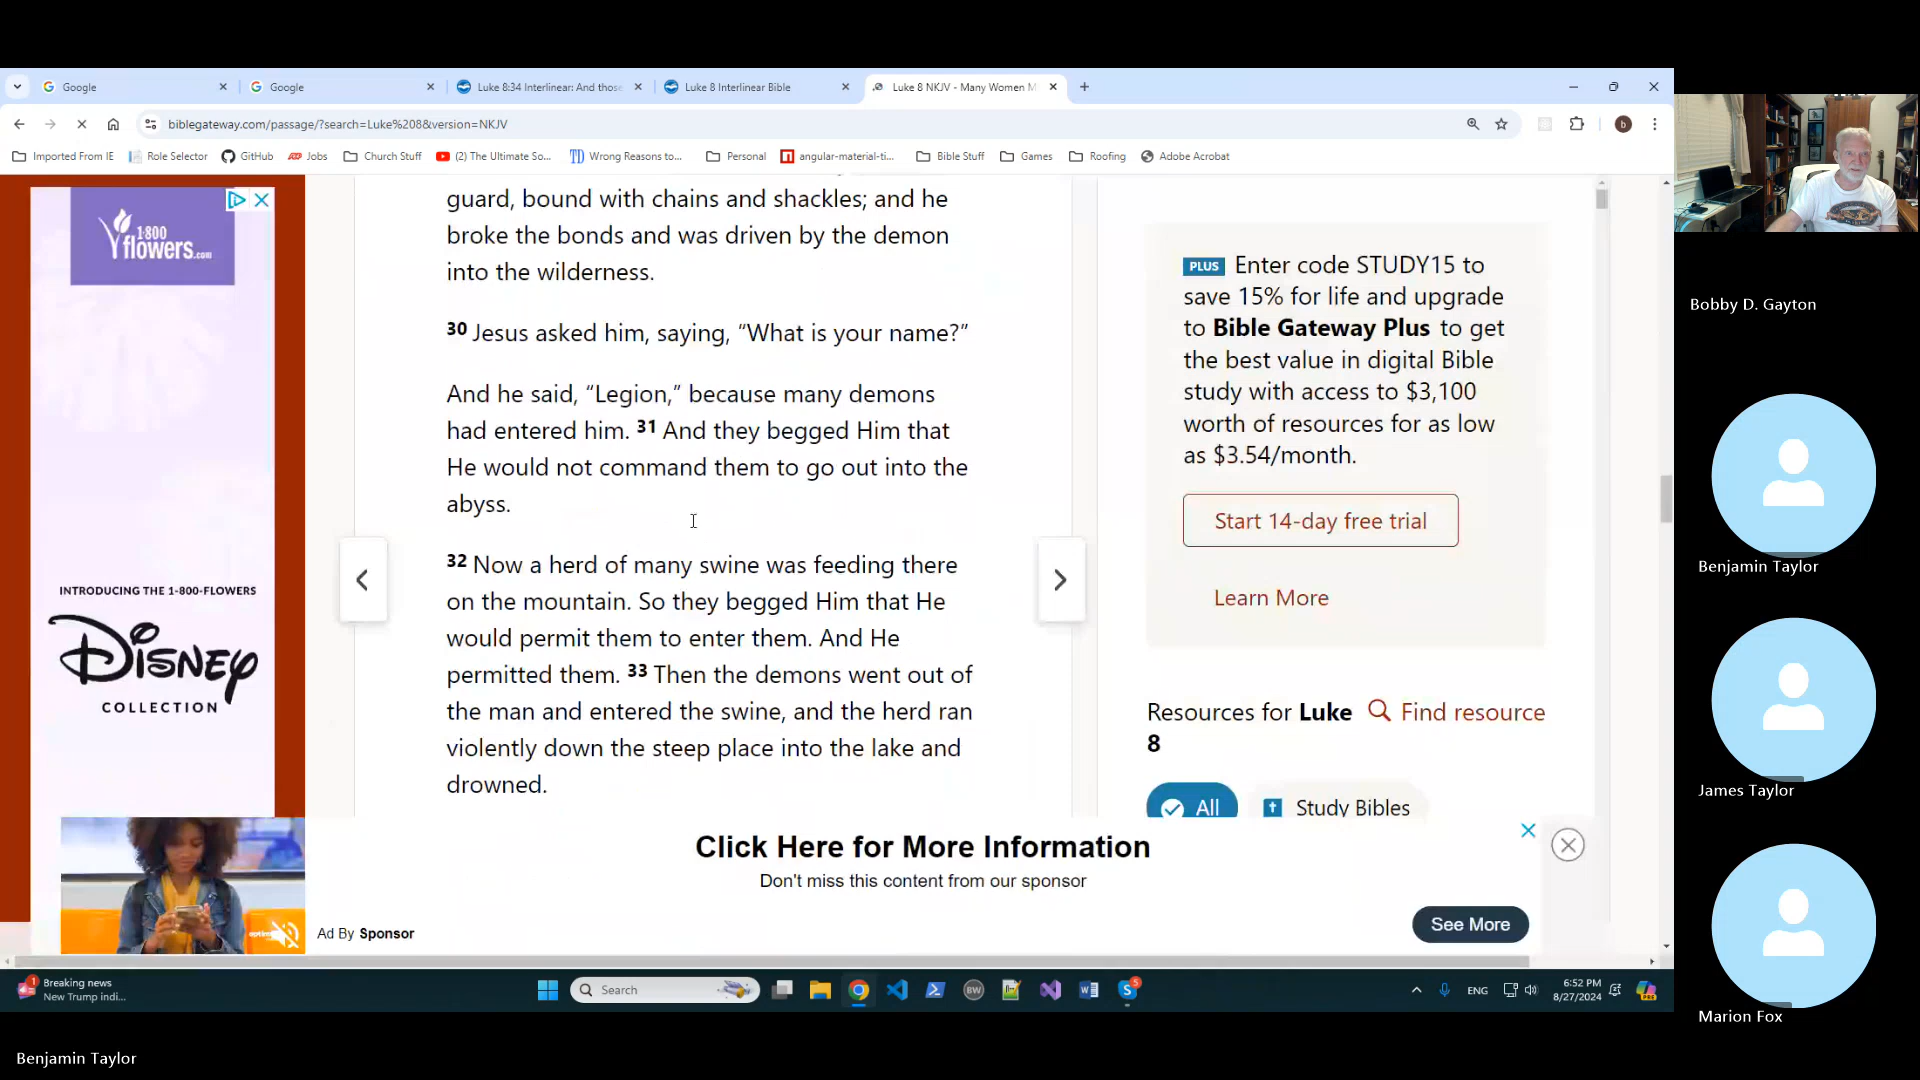 Google
Google
Luke 8:34 Interlinear: And those
Luke 8 Interlinear Bible
Luke 8 NKJV - Many Women M
biblegateway.com/passage/?search=Luke%208&version=NKJV
b
Imported From IE
Role Selector
GitHub
Jobs
Church Stuff
(2) The Ultimate So...
Wrong Reasons to...
Personal
angular-material-ti...
Bible Stuff
Games
Roofing
Adobe Acrobat
1-800
flowers.com
INTRODUCING THE 1-800-FLOWERS
Disney
COLLECTION
guard, bound with chains and shackles; and he
broke the bonds and was driven by the demon
into the wilderness.
30 Jesus asked him, saying, “What is your name?”
And he said, “Legion,” because many demons
had entered him. 31 And they begged Him that
He would not command them to go out into the
abyss.
32 Now a herd of many swine was feeding there
on the mountain. So they begged Him that He
would permit them to enter them. And He
permitted them. 33 Then the demons went out of
the man and entered the swine, and the herd ran
violently down the steep place into the lake and
drowned.
PLUS Enter code STUDY15 to
save 15% for life and upgrade
to Bible Gateway Plus to get
the best value in digital Bible
study with access to $3,100
worth of resources for as low
as $3.54/month.
Start 14-day free trial
Learn More
Resources for Luke
8
Find resource
All
Study Bibles
Click Here for More Information
Don't miss this content from our sponsor
See More
Ad By Sponsor
1
Breaking news
New Trump indi...
Search
BW
5
ENG
6:52 PM
8/27/2024
PRE
Bobby D. Gayton
Benjamin Taylor
James Taylor
Marion Fox
Benjamin Taylor